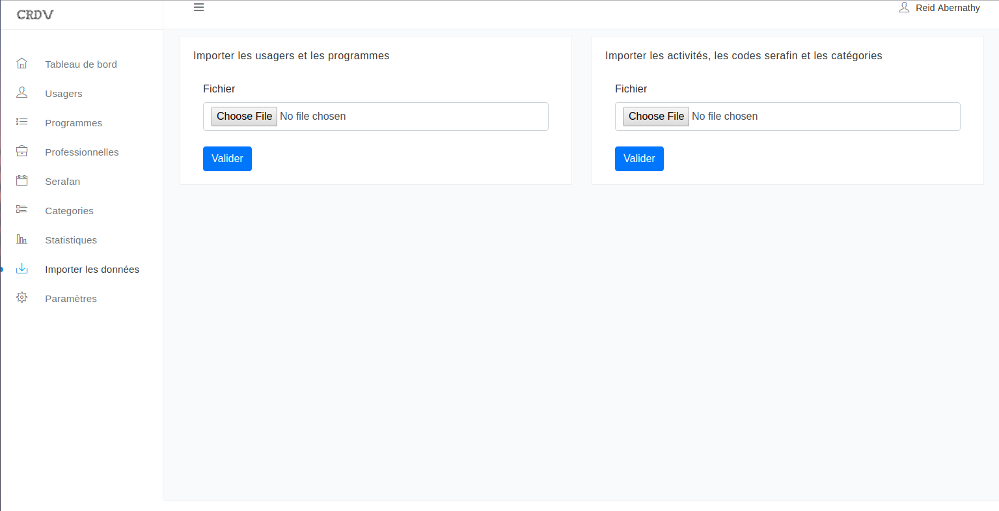 CRDV
Reid Abernathy
Tableau de bord
Usagers
Programmes
Professionnelles
Serafan
Categories
Statistiques
Importer les données
Paramètres
Importer les usagers et les programmes
Fichier
Choose File No file chosen
Valider
Importer les activités, les codes serafin et les catégories
Fichier
Choose File No file chosen
Valider